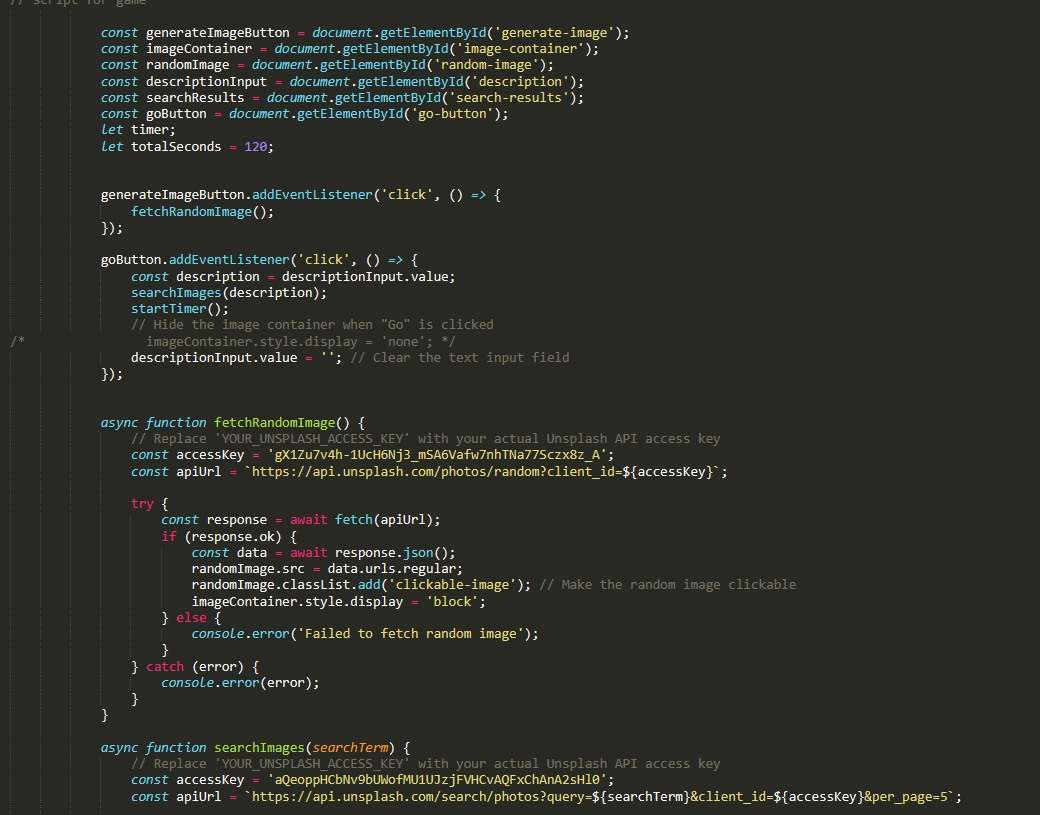 // script for game
const generateImageButton = document.getElementById('generate-image');
const imageContainer = document.getElementById('image-container');
const randomImage = document.getElementById('random-image');
const descriptionInput = document.getElementById('description');
const searchResults = document.getElementById('search-results');
const goButton = document.getElementById('go-button');
let timer;
let totalSeconds = 120;
generateImageButton.addEventListener('click', () => {
fetchRandomImage();
});
goButton.addEventListener('click', () => {
const description = descriptionInput.value;
searchImages(description);
startTimer();
// Hide the image container when "Go" is clicked
/* imageContainer.style.display = 'none'; */
descriptionInput.value = ''; // Clear the text input field
});
async function fetchRandomImage() {
// Replace 'YOUR_UNSPLASH_ACCESS_KEY' with your actual Unsplash API access key
const accessKey = 'gX1Zu7v4h-1UcH6Nj3_mSA6Vafw7nhTNa77Sczx8z_A';
const apiUrl = `https://api.unsplash.com/photos/random?client_id=${accessKey}`;
try {
const response = await fetch(apiUrl);
if (response.ok) {
const data = await response.json();
randomImage.src = data.urls.regular;
randomImage.classList.add('clickable-image'); // Make the random image clickable
imageContainer.style.display = 'block';
} else {
console.error('Failed to fetch random image');
}
} catch (error) {
console.error(error);
}
}
async function searchImages(searchTerm) {
// Replace 'YOUR_UNSPLASH_ACCESS_KEY' with your actual Unsplash API access key
const accessKey = 'aQeoppHCbNv9bUWofMU1UJzjFVHCvAQFxChAnA2sHl0';
const apiUrl = `https://api.unsplash.com/search/photos?query=${searchTerm}&client_id=${accessKey}&per_page=5`;